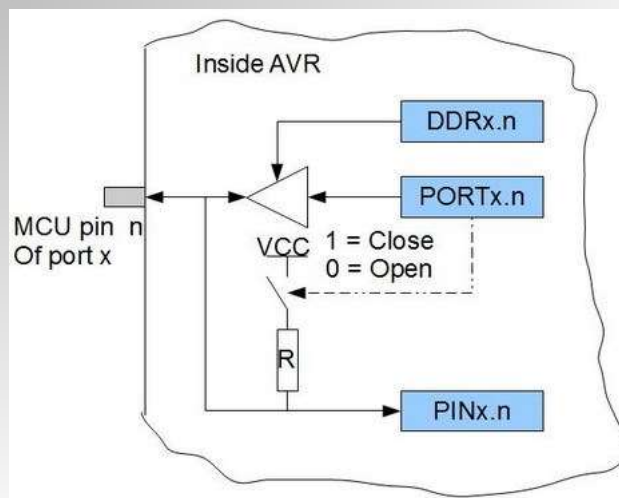 Inside AVR
DDRx.n
PORTx.n
MCU pin n
Of port x
VCC
1 = Close
0 = Open
R
PINx.n